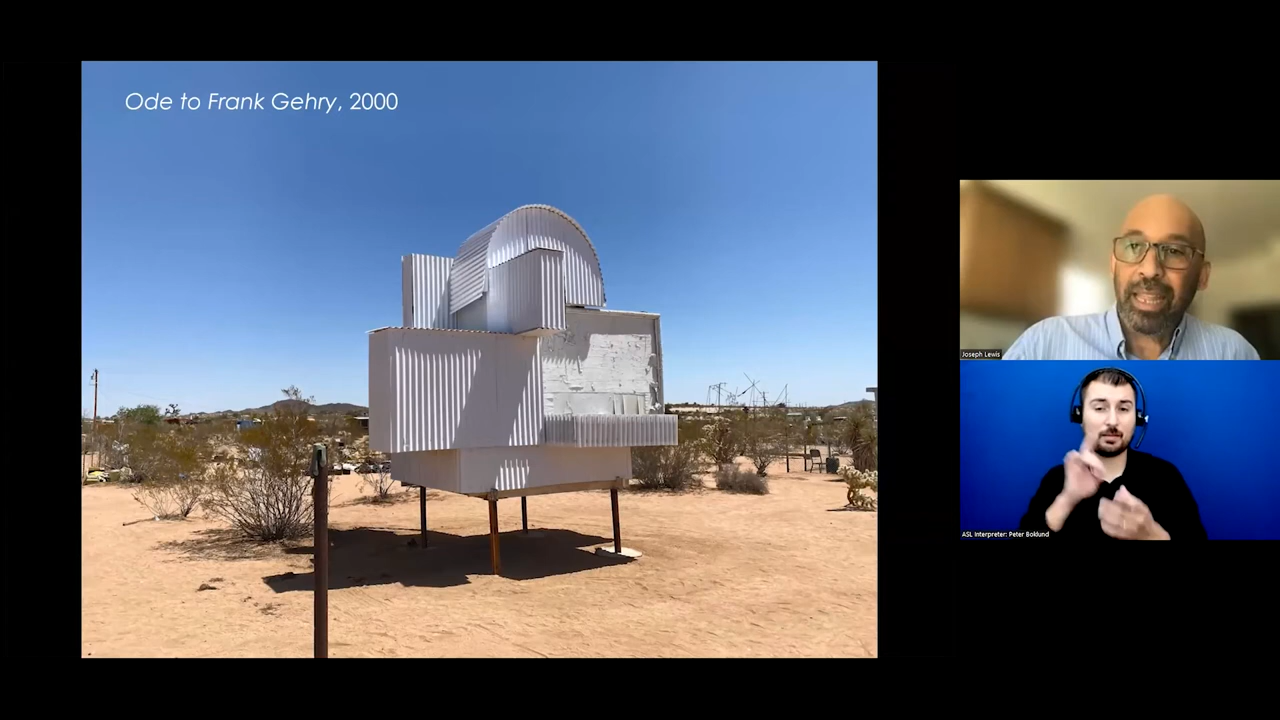 Ode to Frank Gehry, 2000
Joseph Lewis
ASL Interpreter: Peter Boklund